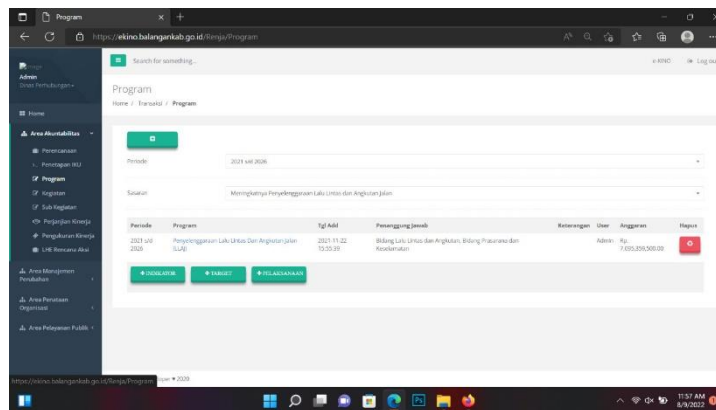 Program
https://ekino.balangankab.go.id/Renja/Program
Search for something...
e-KINO
Log out
Admin
Dinas Perhubungan
Program
Home / Transaksi / Program
Home
Area Akuntabilitas
Perencanaan
Penetapan IKU
Program
Kegiatan
Sub Kegiatan
Perjanjian Kinerja
Pengukuran Kinerja
LHE Rencana Aksi
Area Manajemen
Perubahan
Area Penataan
Organisasi
Area Pelayanan Publik
Periode
2021 s/d 2026
Sasaran
Meningkatnya Penyelenggaraan Lalu Lintas dan Angkutan Jalan
Periode Program Tgl Add Penanggung Jawab Keterangan User Anggaran Hapus
2021 s/d 2026
Penyelenggaraan Lalu Lintas Dan Angkutan Jalan (LLAJ)
2021-11-22 15:55:39
Bidang Lalu Lintas dan Angkutan, Bidang Prasarana dan Keselamatan
Admin
Rp.
+ INDIKATOR + TARGET + PELAKSANAAN
https://ekino.balangankab.go.id/Renja/Program
2020
11:57 AM
8/9/2022